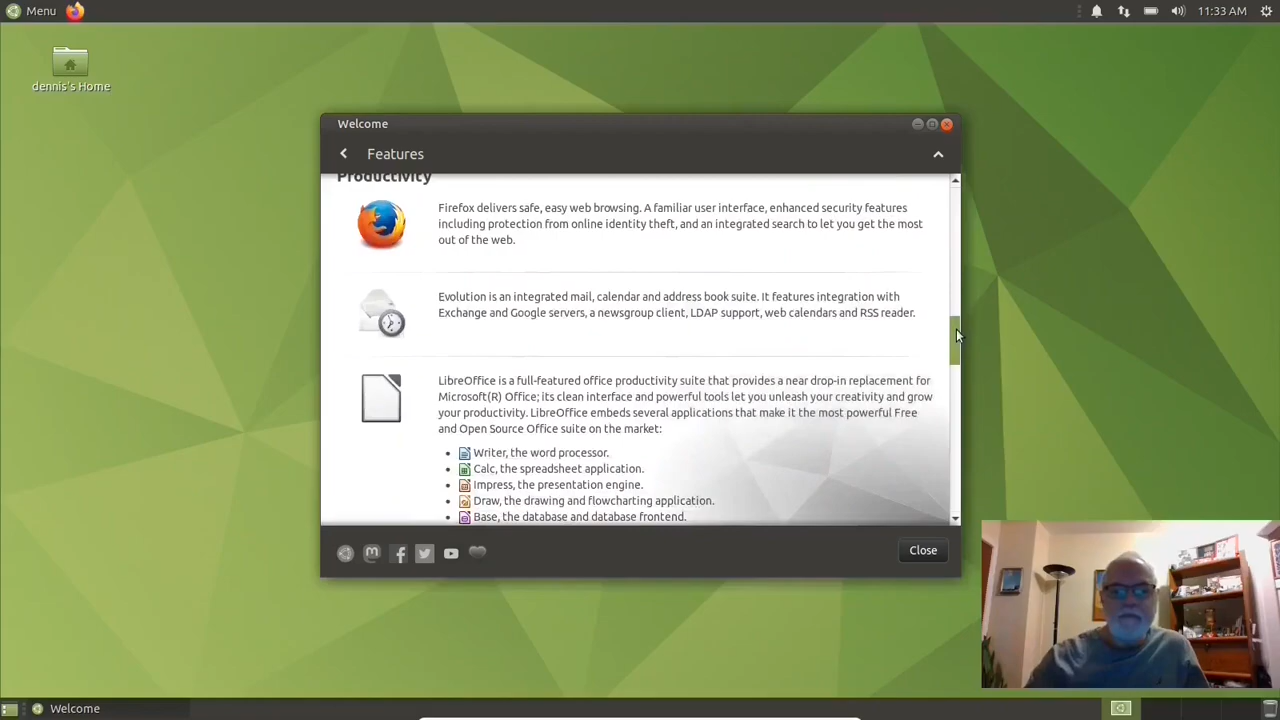 Menu
11:33 AM
dennis's Home
Welcome
Features
Productivity
Firefox delivers safe, easy web browsing. A familiar user interface, enhanced security features
including protection from online identity theft, and an integrated search to let you get the most
out of the web.
Evolution is an integrated mail, calendar and address book suite. It features integration with
Exchange and Google servers, a newsgroup client, LDAP support, web calendars and RSS reader.
LibreOffice is a full-featured office productivity suite that provides a near drop-in replacement for
Microsoft(R) Office; its clean interface and powerful tools let you unleash your creativity and grow
your productivity. LibreOffice embeds several applications that make it the most powerful Free
and Open Source Office suite on the market:
• Writer, the word processor.
• Calc, the spreadsheet application.
• Impress, the presentation engine.
• Draw, the drawing and flowcharting application.
• Base, the database and database frontend.
Close
Welcome